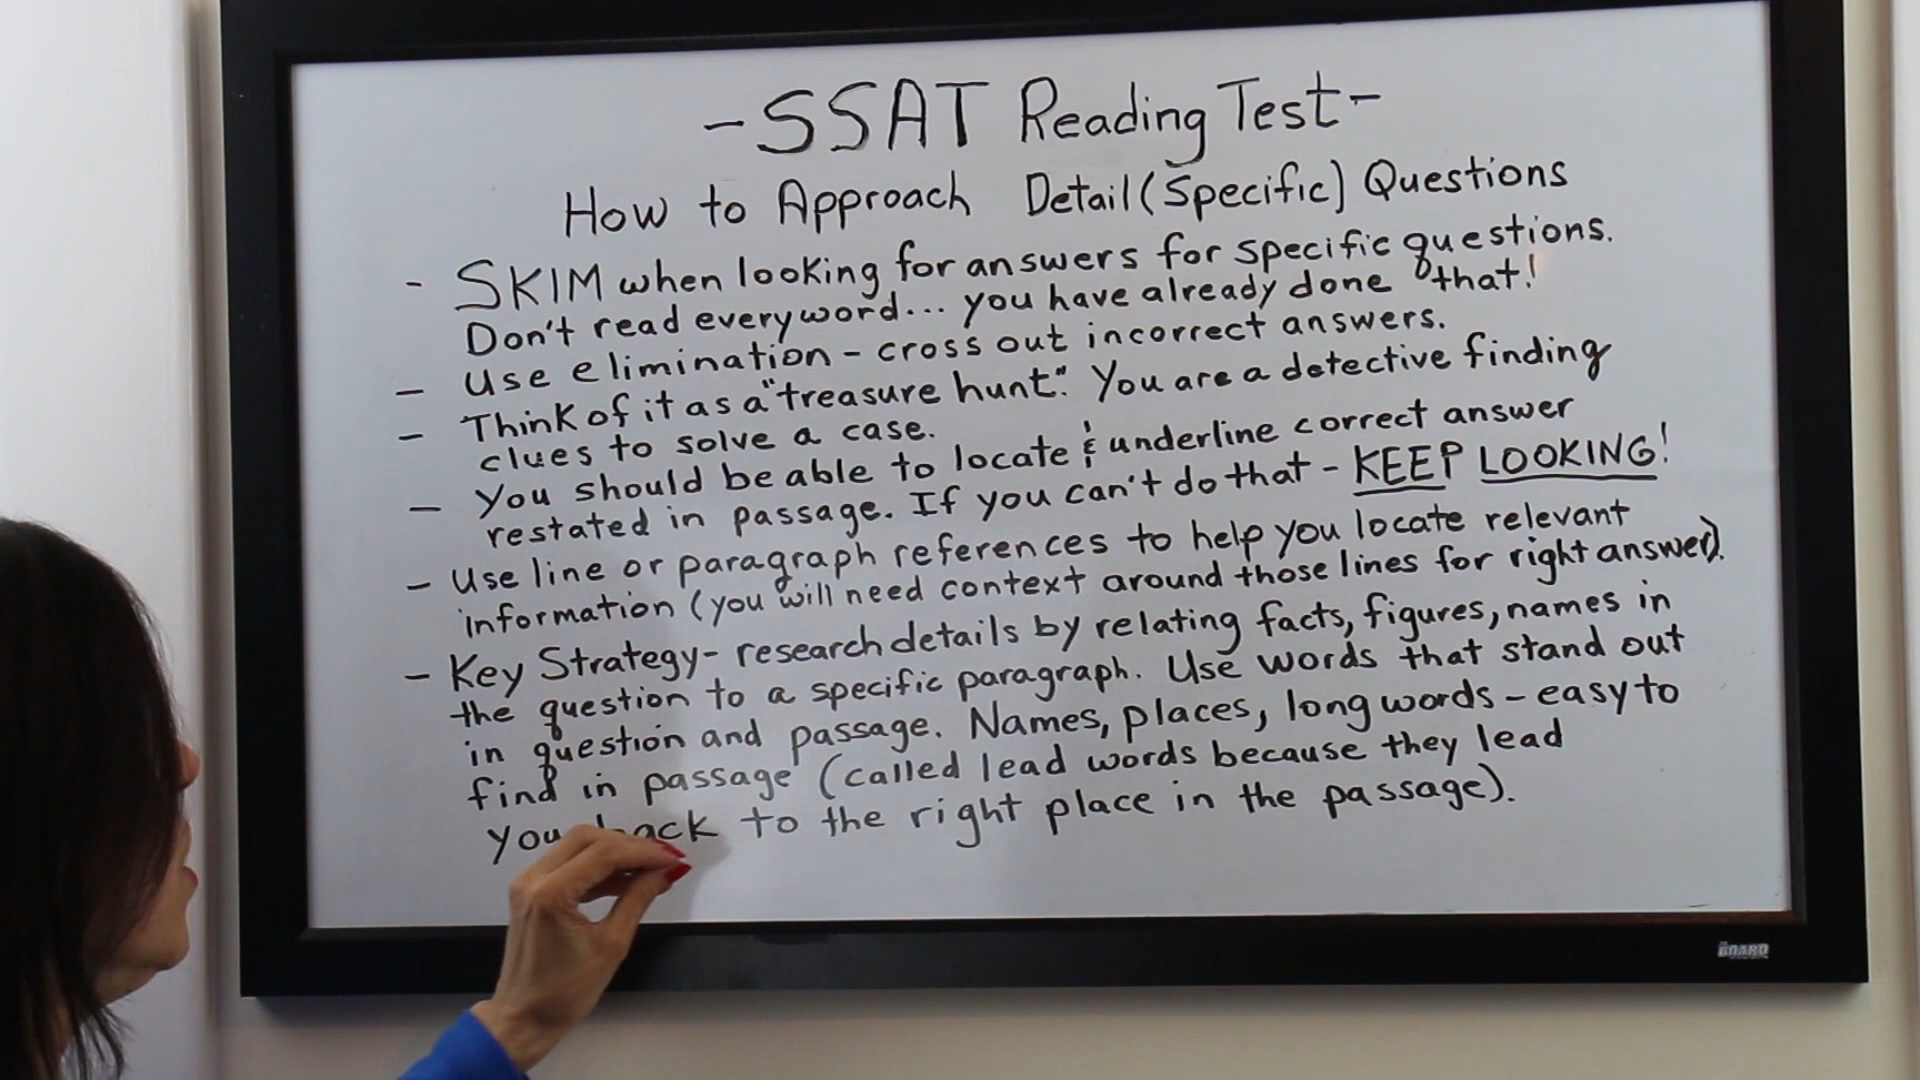 - SSAT Reading Test -
How to Approach Detail (Specific) Questions
- SKIM when looking for answers for specific questions.
Don't read every word... you have already done that!
- Use elimination - cross out incorrect answers.
- Think of it as a "treasure hunt". You are a detective finding
clues to solve a case.
- You should be able to locate & underline correct answer
restated in passage. If you can't do that - KEEP LOOKING!
- Use line or paragraph references to help you locate relevant
information (you will need context around those lines for right answer).
- Key Strategy - research details by relating facts, figures, names in
the question to a specific paragraph. Use words that stand out
in question and passage. Names, places, long words - easy to
find in passage (called lead words because they lead
you back to the right place in the passage).
BOARD